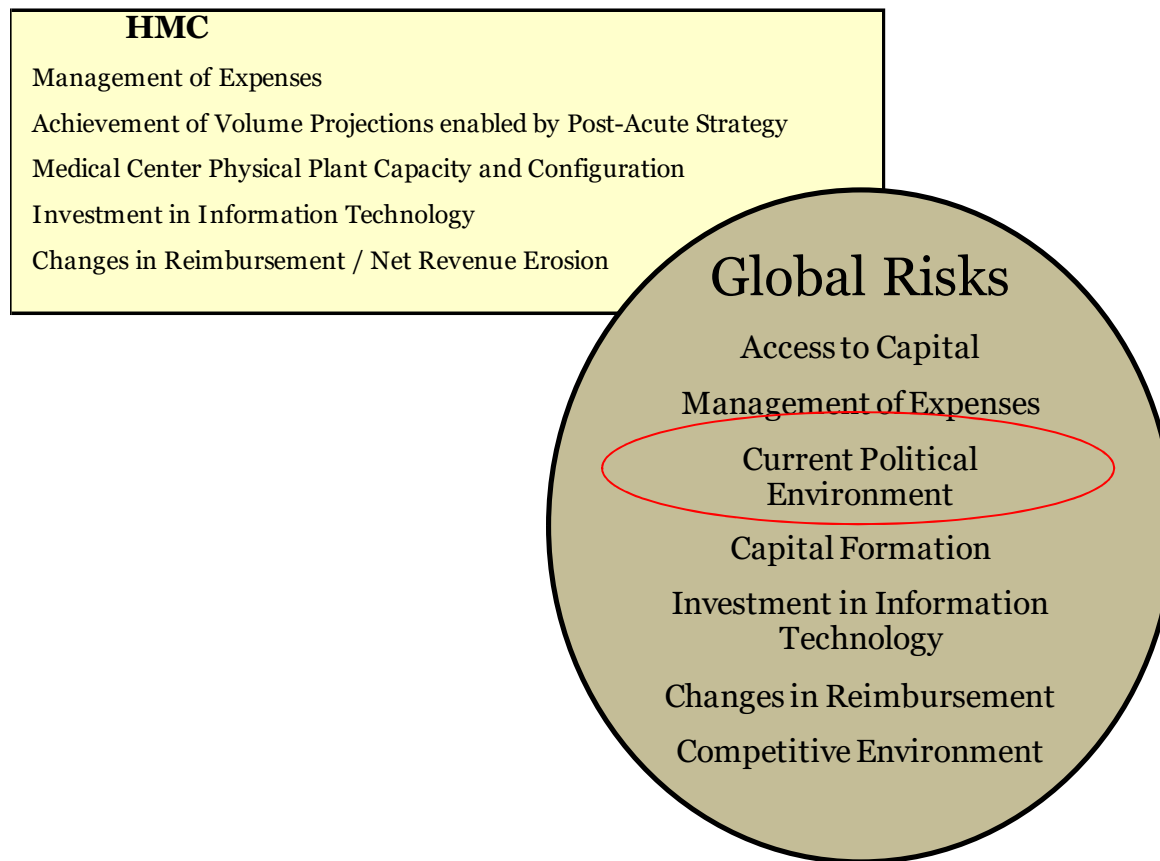 HMC
Management of Expenses
Achievement of Volume Projections enabled by Post-Acute Strategy
Medical Center Physical Plant Capacity and Configuration
Investment in Information Technology
Changes in Reimbursement / Net Revenue Erosion
Global Risks
Access to Capital
Management of Expenses
Current Political
Environment
Capital Formation
Investment in Information
Technology
Changes in Reimbursement
Competitive Environment